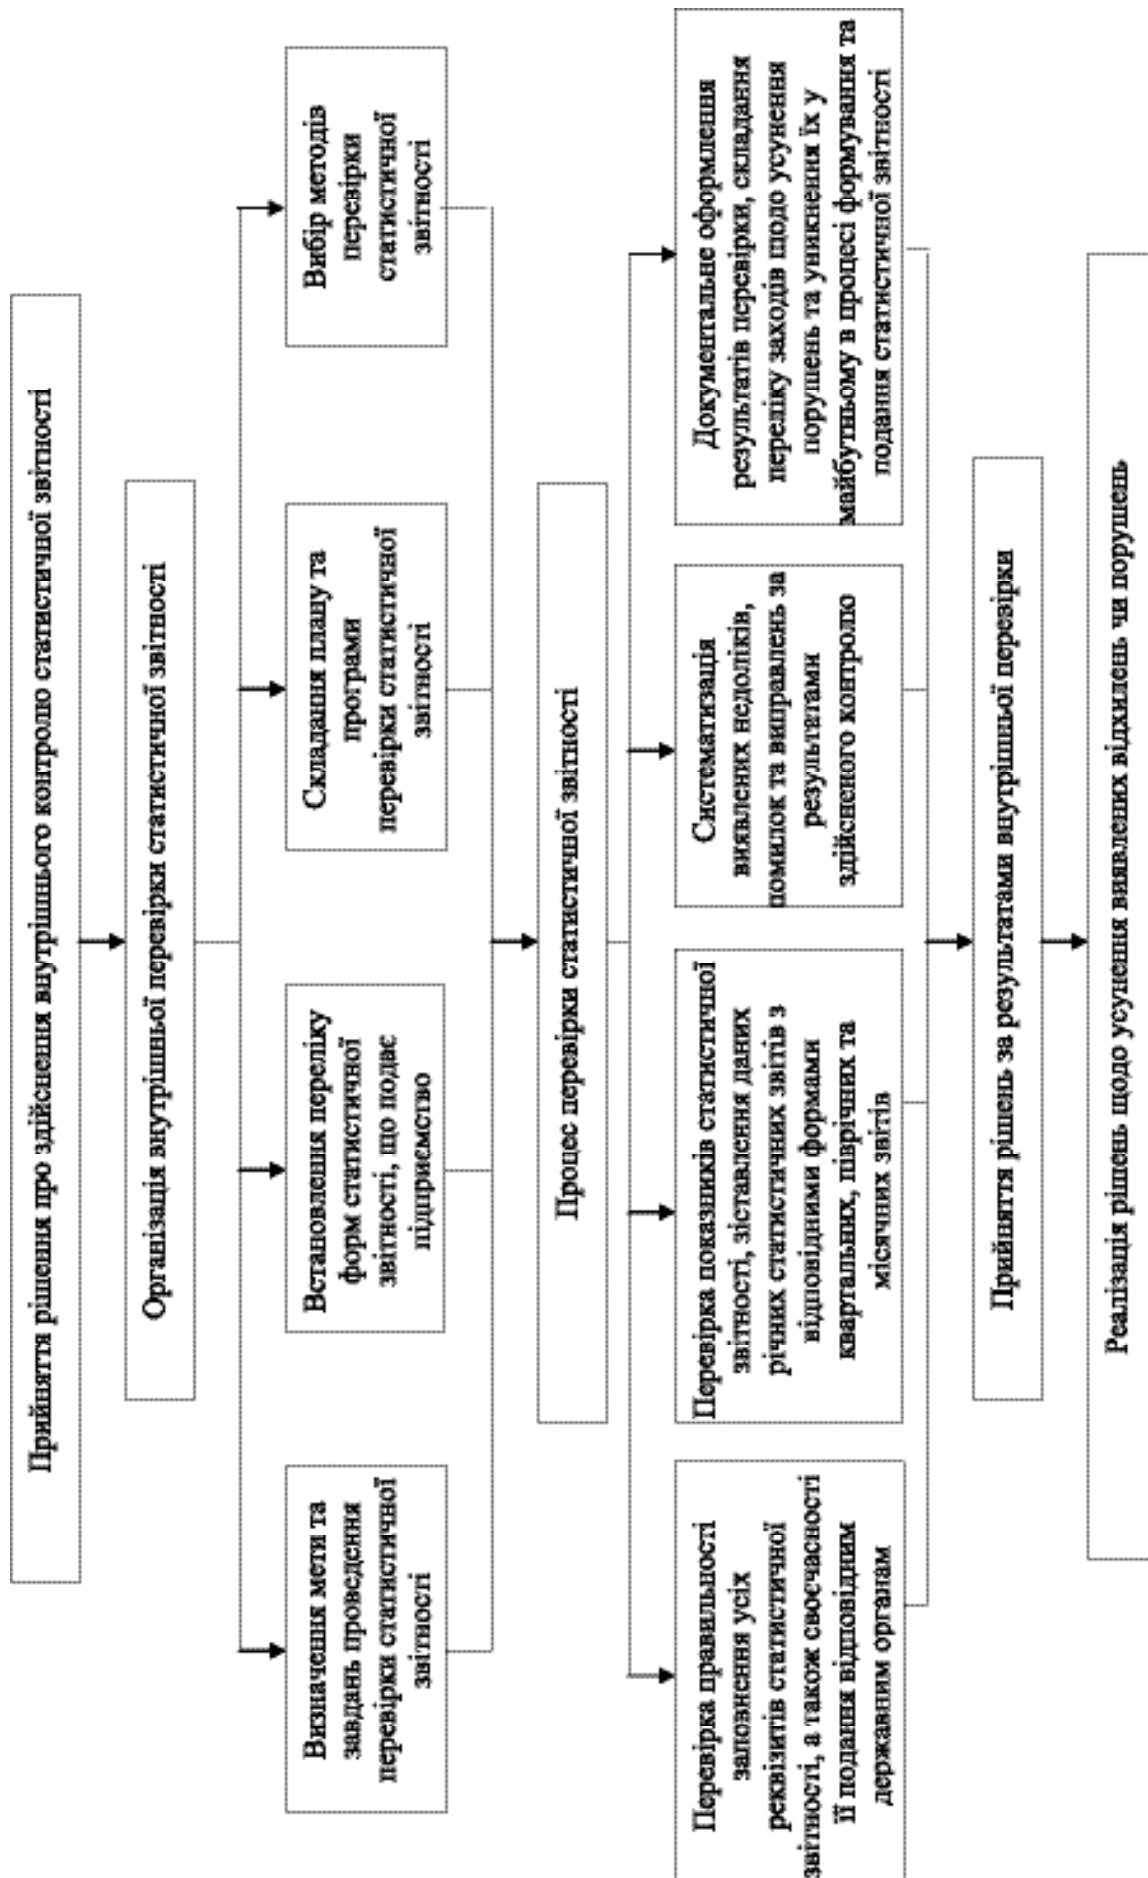 Прийняття рішення про здійснення внутрішнього контролю статистичної звітності
Організація внутрішньої перевірки статистичної звітності
Визначення мети та
завдань проведення
перевірки статистичної
звітності
Встановлення переліку
форм статистичної
звітності, що подає
підприємство
Складання плану та
програми
перевірки статистичної
звітності
Вибір методів
перевірки
статистичної
звітності
Процес перевірки статистичної звітності
Перевірка правильності
заповнення усіх
реквізитів статистичної
звітності, а також своєчасності
її подання відповідним
державним органам
Перевірка показників статистичної
звітності, зіставлення даних
річних статистичних звітів з
відповідними формами
квартальних, піврічних та
місячних звітів
Систематизація
виявлених недоліків,
помилок та виправлень за
результатами
здійсненого контролю
Документальне оформлення
результатів перевірки, складання
переліку заходів щодо усунення
порушень та уникнення їх у
майбутньому в процесі формування та
подання статистичної звітності
Прийняття рішень за результатами внутрішньої перевірки
Реалізація рішень щодо усунення виявлених відхилень чи порушень